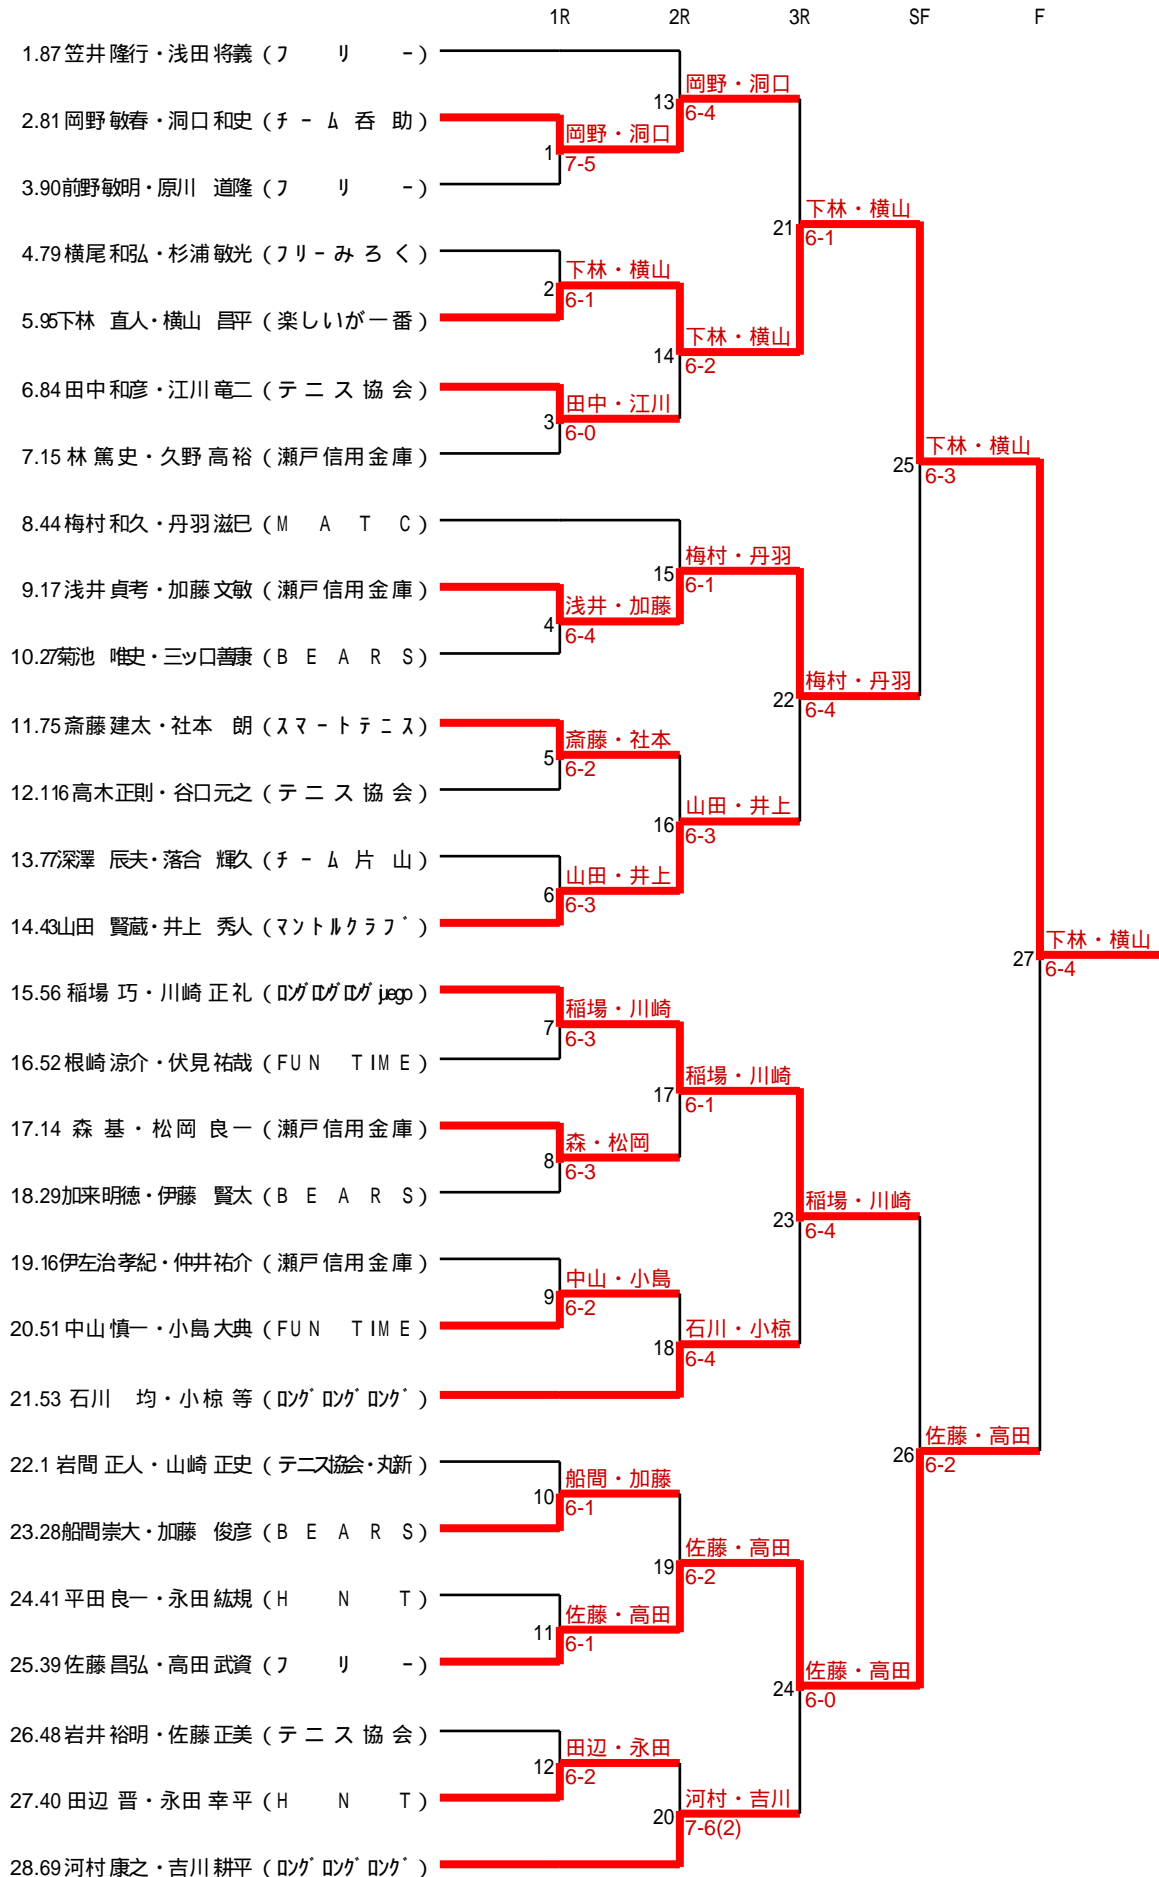 1R 2R 3R SF F
1.87 笠井 隆行・浅田 将義 (フリー)
岡野・洞口
13
6-4
2.81 岡野 敏春・洞口 和史 (チーム呑助)
岡野・洞口
1
7-5
3.90 前野 敏明・原川 道隆 (フリー)
下林・横山
21
6-1
4.79 横尾 和弘・杉浦 敏光 (フリーみろく)
下林・横山
2
6-1
5.95 下林 直人・横山 昌平 (楽しいが一番)
下林・横山
14
6-2
6.84 田中 和彦・江川 竜二 (テニス協会)
田中・江川
3
6-0
7.15 林 篤史・久野 高裕 (瀬戸信用金庫)
下林・横山
25
6-3
8.44 梅村 和久・丹羽 滋巳 (MATC)
梅村・丹羽
15
6-1
9.17 浅井 貞考・加藤 文敏 (瀬戸信用金庫)
浅井・加藤
4
6-4
10.27 菊池 唯史・三ッ口 善康 (BEARS)
梅村・丹羽
22
6-4
11.75 斎藤 建太・社本 朗 (スマートテニス)
斎藤・社本
5
6-2
12.116 高木 正則・谷口 元之 (テニス協会)
山田・井上
16
6-3
13.77 深澤 辰夫・落合 輝久 (チーム片山)
山田・井上
6
6-3
14.43 山田 賢蔵・井上 秀人 (マントルクラブ)
下林・横山
27
6-4
15.56 稲場 巧・川崎 正礼 (ロングロングロング juego)
稲場・川崎
7
6-3
16.52 根崎 涼介・伏見 祐哉 (FUN TIME)
稲場・川崎
17
6-1
17.14 森 基・松岡 良一 (瀬戸信用金庫)
森・松岡
8
6-3
18.29 加来 明徳・伊藤 賢太 (BEARS)
稲場・川崎
23
6-4
19.16 伊左治 孝紀・仲井 祐介 (瀬戸信用金庫)
中山・小島
9
6-2
20.51 中山 慎一・小島 大典 (FUN TIME)
石川・小椋
18
6-4
21.53 石川 均・小椋 等 (ロングロングロング)
佐藤・高田
26
6-2
22.1 岩間 正人・山崎 正史 (テニス協会・丸新)
船間・加藤
10
6-1
23.28 船間 崇大・加藤 俊彦 (BEARS)
佐藤・高田
19
6-2
24.41 平田 良一・永田 紘規 (HNT)
佐藤・高田
11
6-1
25.39 佐藤 昌弘・高田 武資 (フリー)
佐藤・高田
24
6-0
26.48 岩井 裕明・佐藤 正美 (テニス協会)
田辺・永田
12
6-2
27.40 田辺 晋・永田 幸平 (HNT)
河村・吉川
20
7-6(2)
28.69 河村 康之・吉川 耕平 (ロングロングロング)